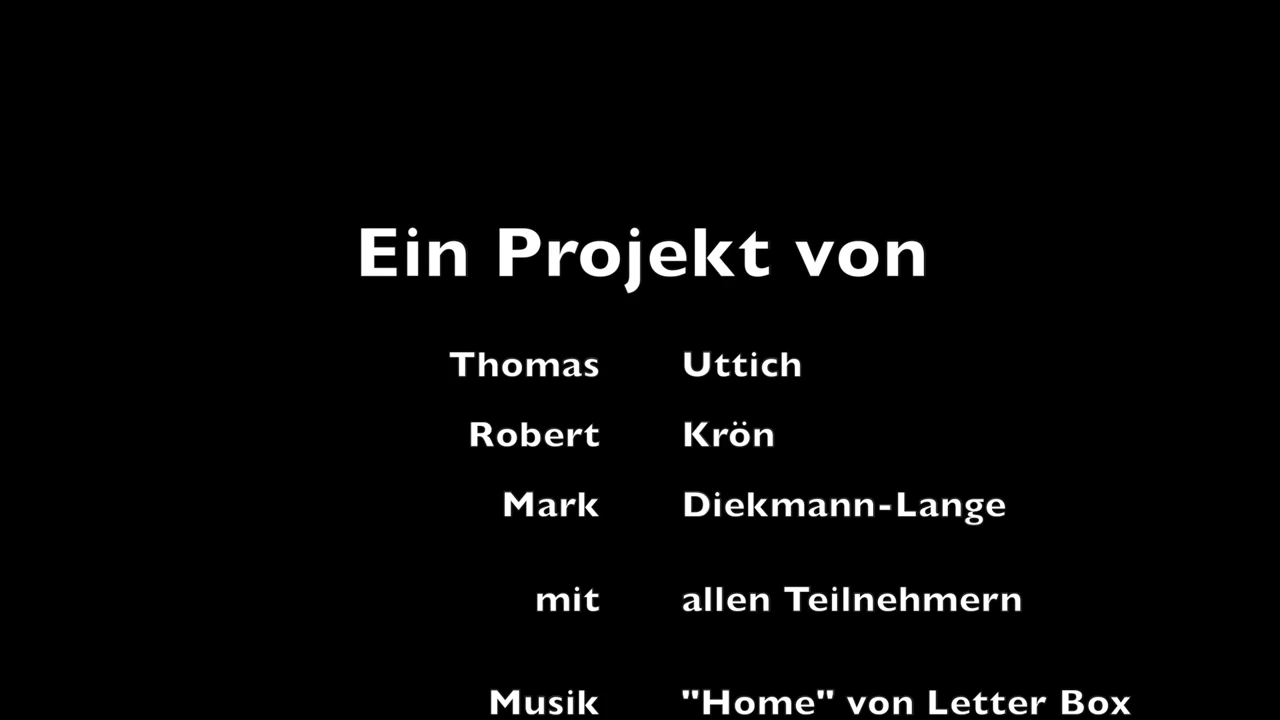 Ein Projekt von
Thomas Uttich
Robert Krön
Mark Diekmann-Lange
mit allen Teilnehmern
Musik "Home" von Letter Box